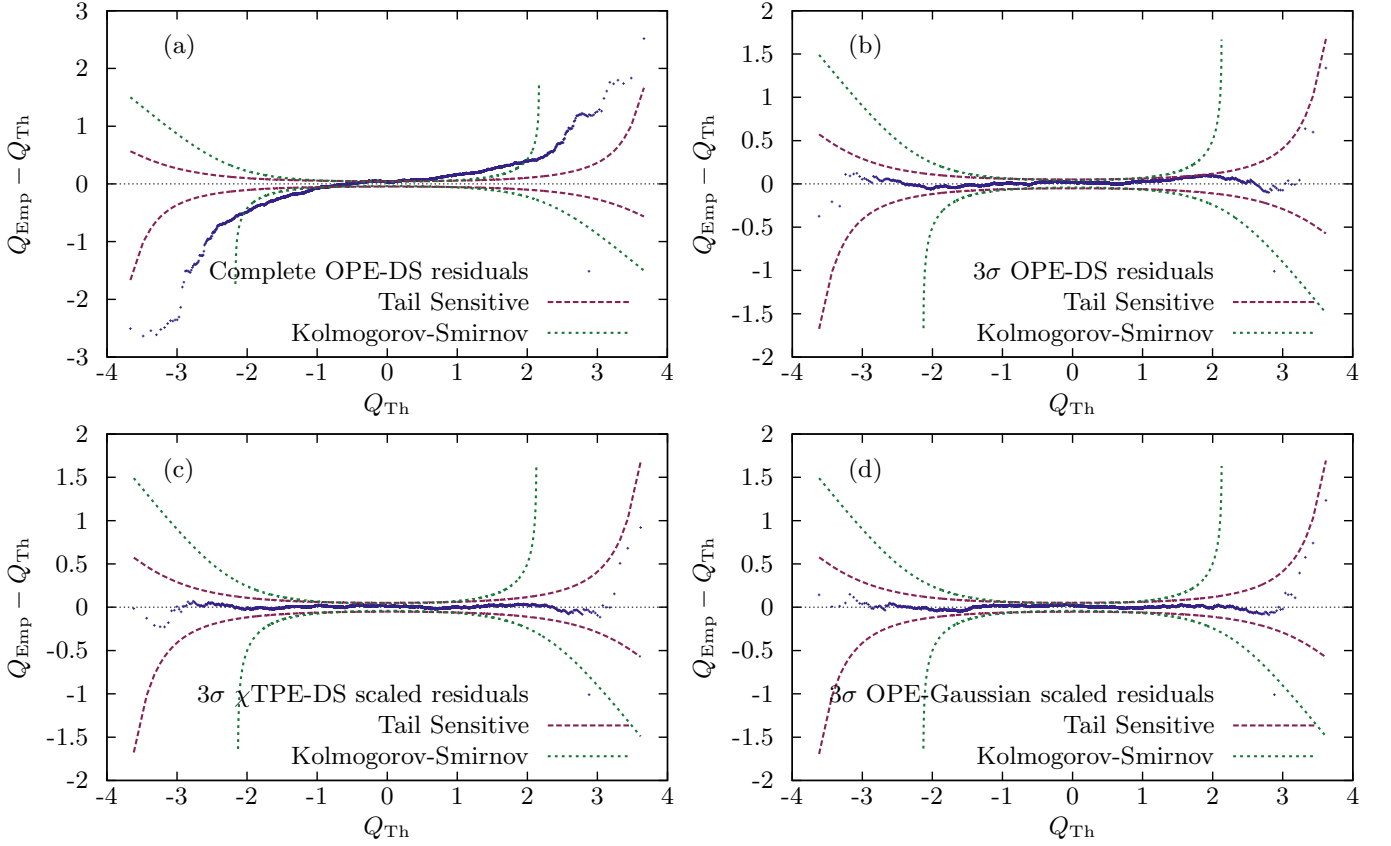 (a)
3
2
1
0
-1
-2
-3
Q_Emp − Q_Th
Complete OPE-DS residuals
Tail Sensitive
Kolmogorov-Smirnov
-4 -3 -2 -1 0 1 2 3 4
Q_Th
(b)
2
1.5
1
0.5
0
-0.5
-1
-1.5
-2
Q_Emp − Q_Th
3σ OPE-DS residuals
Tail Sensitive
Kolmogorov-Smirnov
-4 -3 -2 -1 0 1 2 3 4
Q_Th
(c)
2
1.5
1
0.5
0
-0.5
-1
-1.5
-2
Q_Emp − Q_Th
3σ χTPE-DS scaled residuals
Tail Sensitive
Kolmogorov-Smirnov
-4 -3 -2 -1 0 1 2 3 4
Q_Th
(d)
2
1.5
1
0.5
0
-0.5
-1
-1.5
-2
Q_Emp − Q_Th
3σ OPE-Gaussian scaled residuals
Tail Sensitive
Kolmogorov-Smirnov
-4 -3 -2 -1 0 1 2 3 4
Q_Th